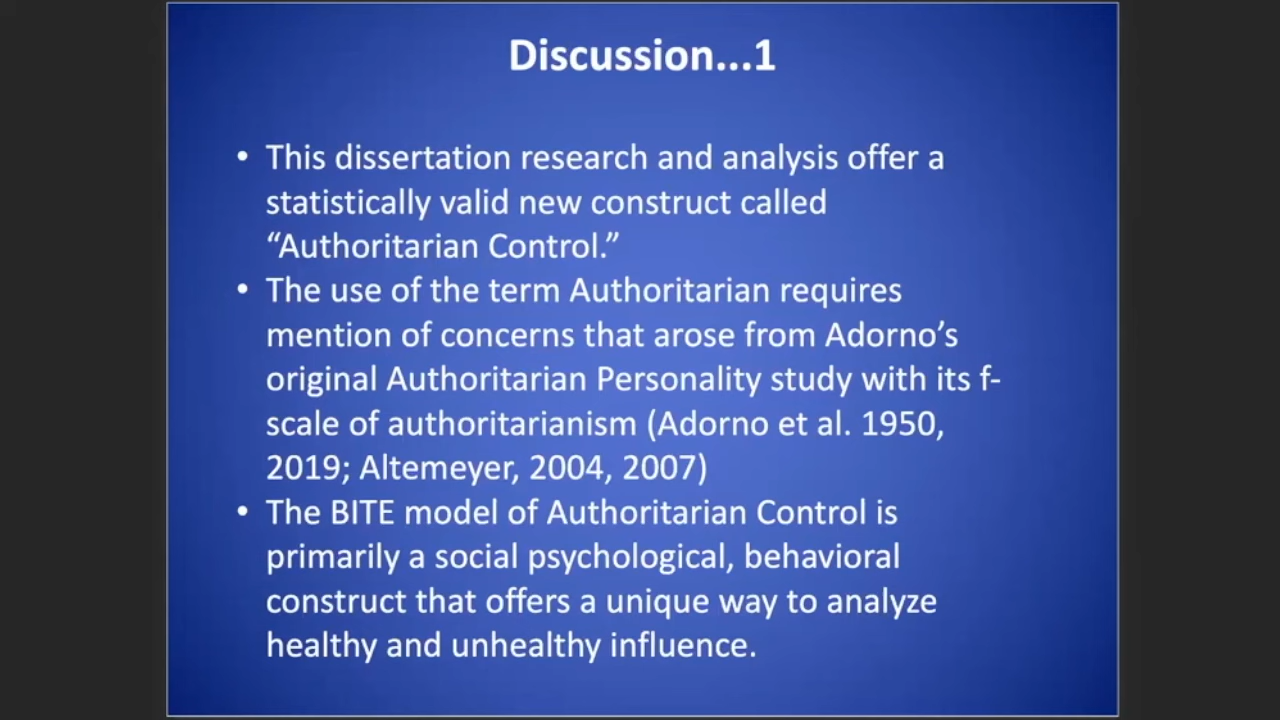 Discussion...1
• This dissertation research and analysis offer a
statistically valid new construct called
“Authoritarian Control.”
• The use of the term Authoritarian requires
mention of concerns that arose from Adorno’s
original Authoritarian Personality study with its f-
scale of authoritarianism (Adorno et al. 1950,
2019; Altemeyer, 2004, 2007)
• The BITE model of Authoritarian Control is
primarily a social psychological, behavioral
construct that offers a unique way to analyze
healthy and unhealthy influence.